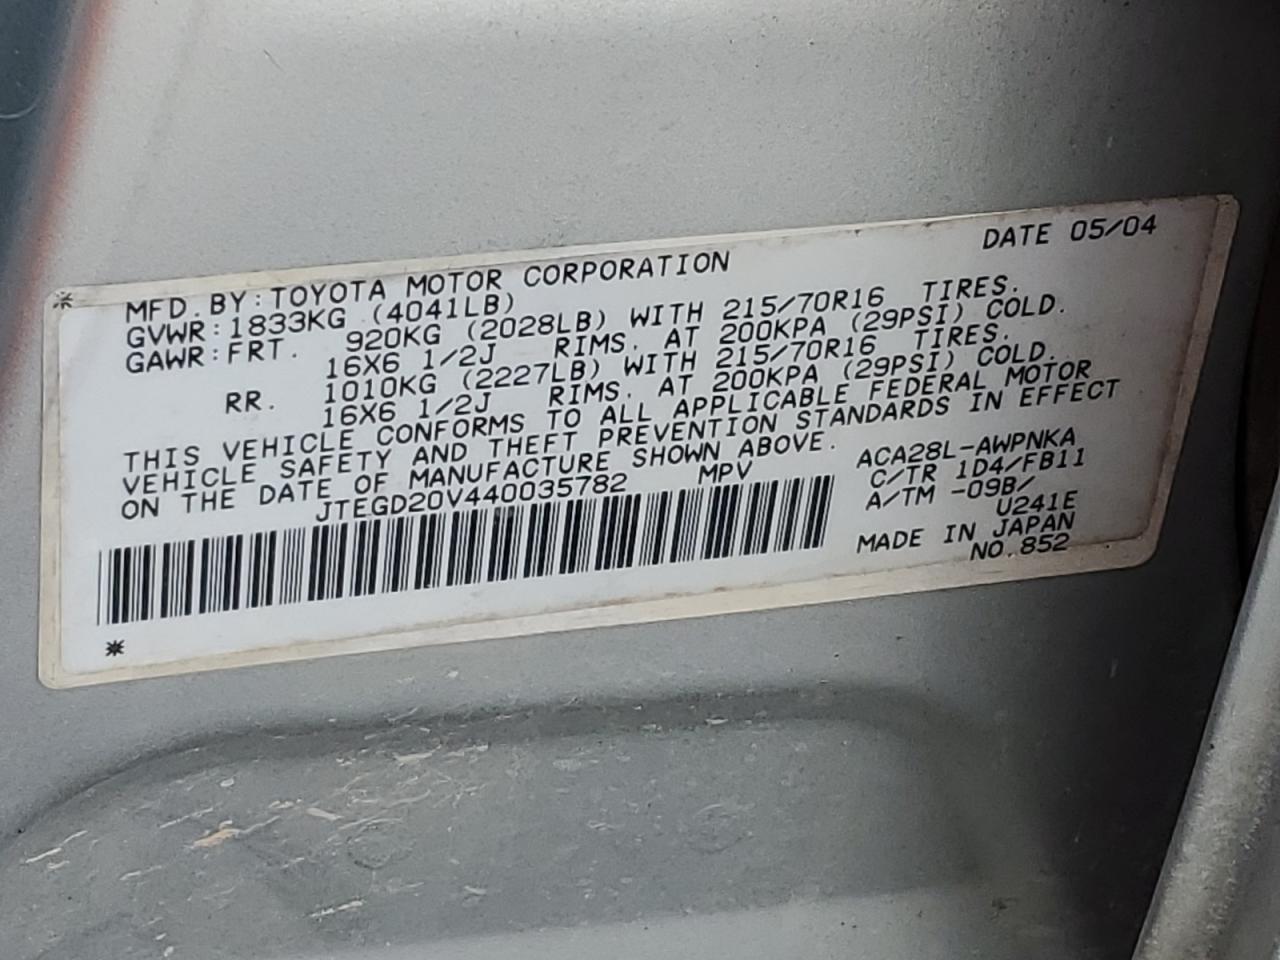 DATE 05/04
MFD. BY: TOYOTA MOTOR CORPORATION
GVWR: 1833KG (4041LB)
GAWR: FRT. 920KG (2028LB) WITH 215/70R16 TIRES.
16X6 1/2J RIMS. AT 200KPA (29PSI) COLD.
RR. 1010KG (2227LB) WITH 215/70R16 TIRES.
16X6 1/2J RIMS. AT 200KPA (29PSI) COLD.
THIS VEHICLE CONFORMS TO ALL APPLICABLE FEDERAL MOTOR
VEHICLE SAFETY AND THEFT PREVENTION STANDARDS IN EFFECT
ON THE DATE OF MANUFACTURE SHOWN ABOVE.
JTEGD20V440035782 MPV
ACA28L-AWPNKA
C/TR 1D4/FB11
A/TM -09B/
U241E
MADE IN JAPAN
NO.852